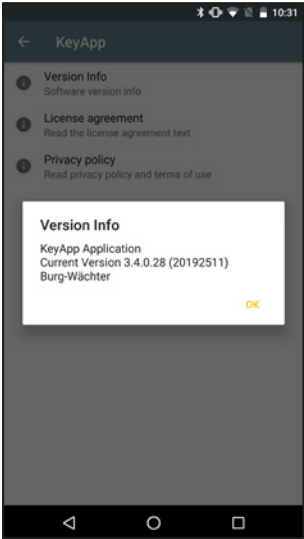 10:31
KeyApp
Version Info
Software version info
License agreement
Read the license agreement text
Privacy policy
Read privacy policy and terms of use
Version Info
KeyApp Application
Current Version 3.4.0.28 (20192511)
Burg-Wächter
OK